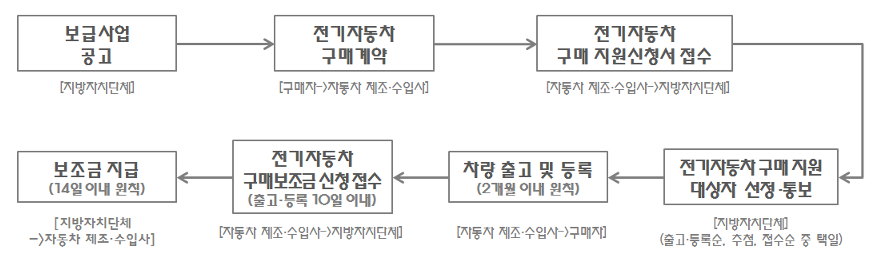 보급사업
공고
[지방자치단체]
전기자동차
구매계약
[구매자->자동차 제조·수입사]
전기자동차
구매 지원신청서 접수
[자동차 제조·수입사->지방자치단체]
전기자동차 구매 지원
대상자 선정·통보
[지방자치단체]
(출고·등록순, 추첨, 접수순 중 택일)
차량 출고 및 등록
(2개월 이내 원칙)
[자동차 제조·수입사->구매자]
전기자동차
구매보조금 신청 접수
(출고·등록 10일 이내)
[자동차 제조·수입사->지방자치단체]
보조금 지급
(14일 이내 원칙)
[지방자치단체
->자동차 제조·수입사]